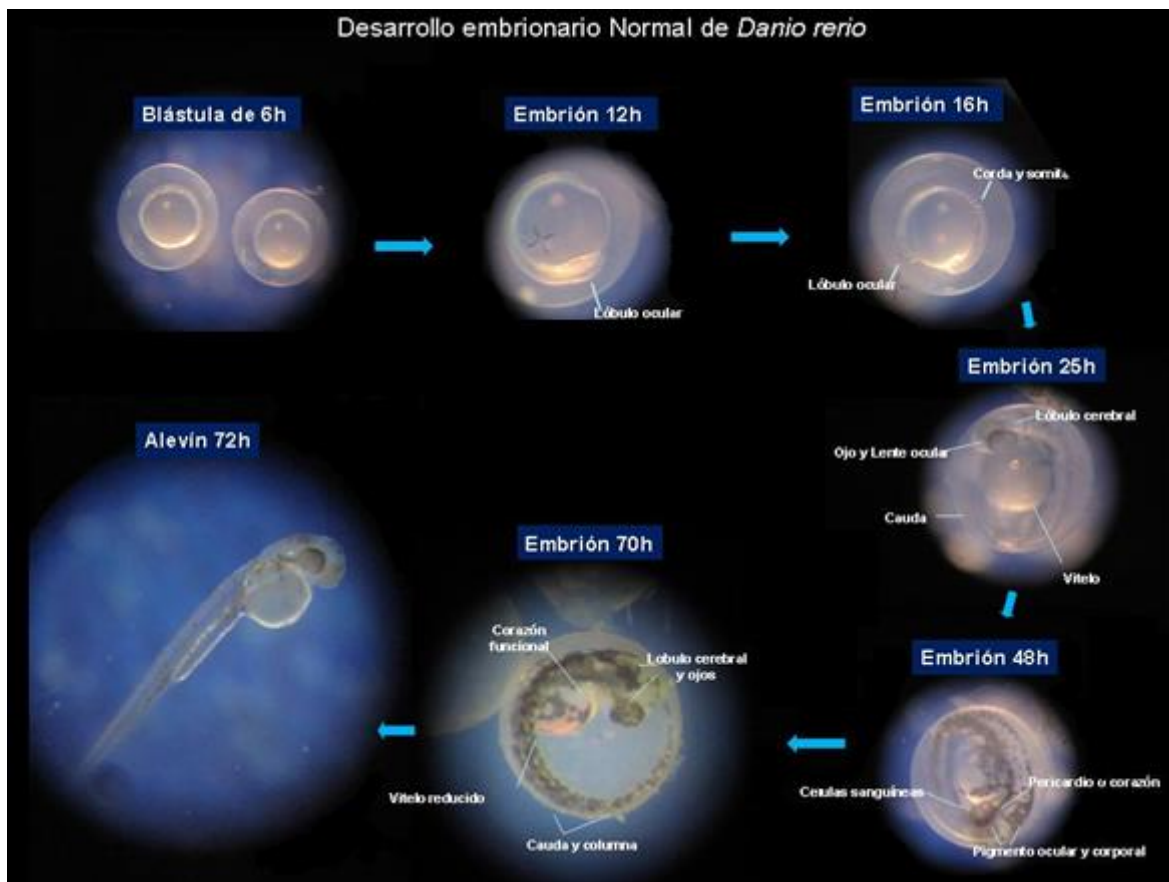 Desarrollo embrionario Normal de Danio rerio
Blástula de 6h
Embrión 12h
Lóbulo ocular
Embrión 16h
Corda y somita
Lóbulo ocular
Embrión 25h
Lóbulo cerebral
Ojo y Lente ocular
Cauda
Vitelo
Embrión 48h
Celulas sanguíneas
Pericardio o corazón
Pigmento ocular y corporal
Embrión 70h
Corazón
funcional
Lobulo cerebral
y ojos
Vitelo reducido
Cauda y columna
Alevín 72h